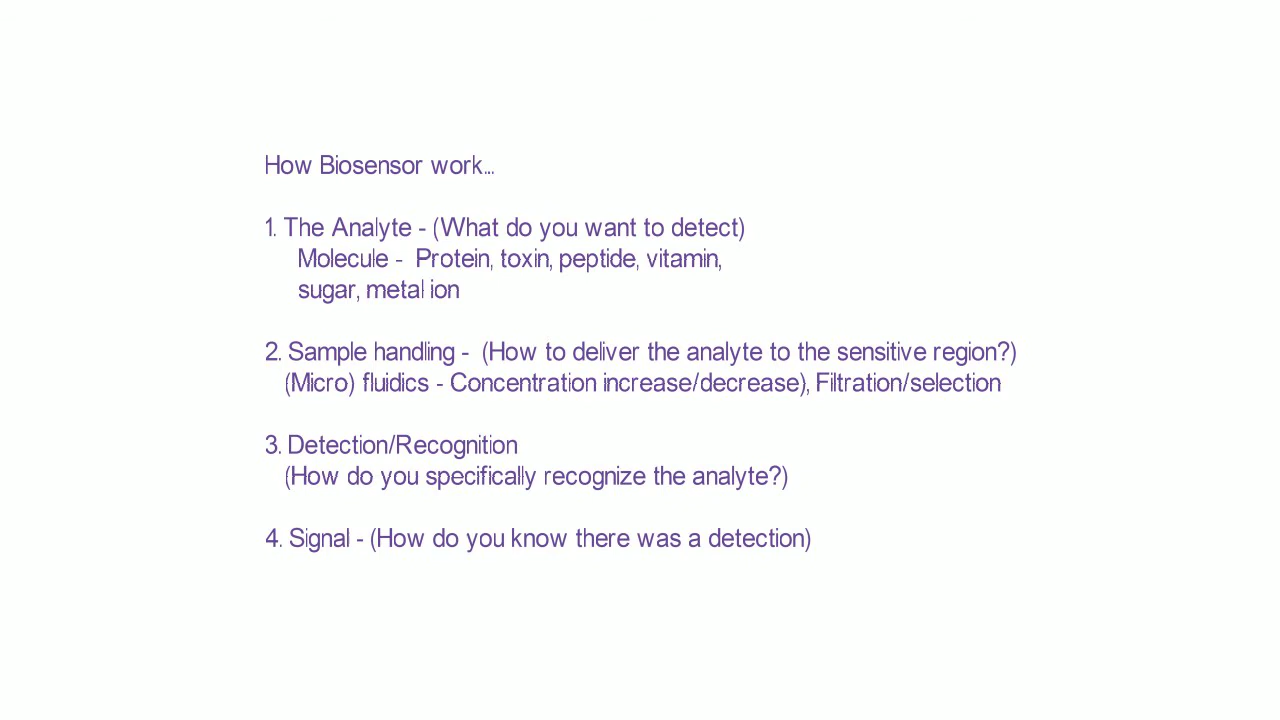 How Biosensor work...
1. The Analyte - (What do you want to detect)
Molecule - Protein, toxin, peptide, vitamin,
sugar, metal ion
2. Sample handling - (How to deliver the analyte to the sensitive region?)
(Micro) fluidics - Concentration increase/decrease), Filtration/selection
3. Detection/Recognition
(How do you specifically recognize the analyte?)
4. Signal - (How do you know there was a detection)